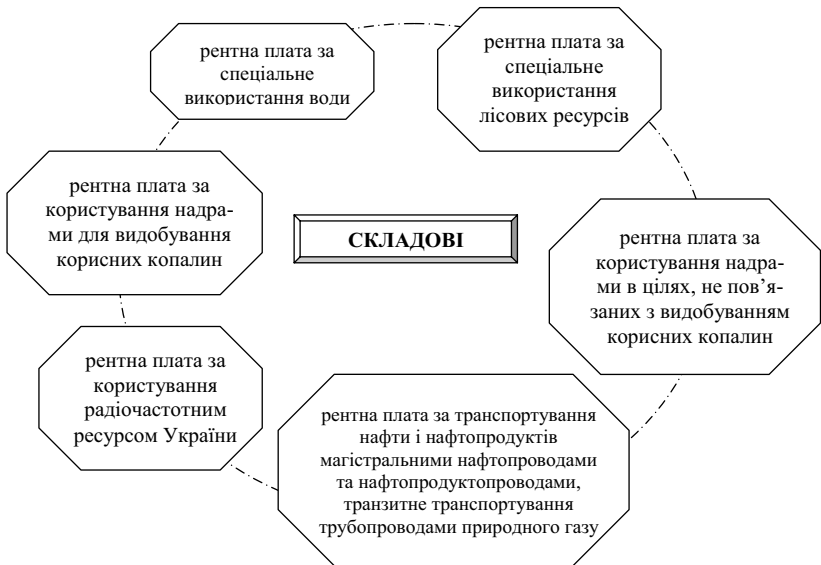 рентна плата за
спеціальне
використання води
рентна плата за
спеціальне
використання
лісових ресурсів
рентна плата за
користування надра-
ми для видобування
корисних копалин
СКЛАДОВІ
рентна плата за
користування надра-
ми в цілях, не пов’я-
заних з видобуванням
корисних копалин
рентна плата за
користування
радіочастотним
ресурсом України
рентна плата за транспортування
нафти і нафтопродуктів
магістральними нафтопроводами
та нафтопродуктопроводами,
транзитне транспортування
трубопроводами природного газу